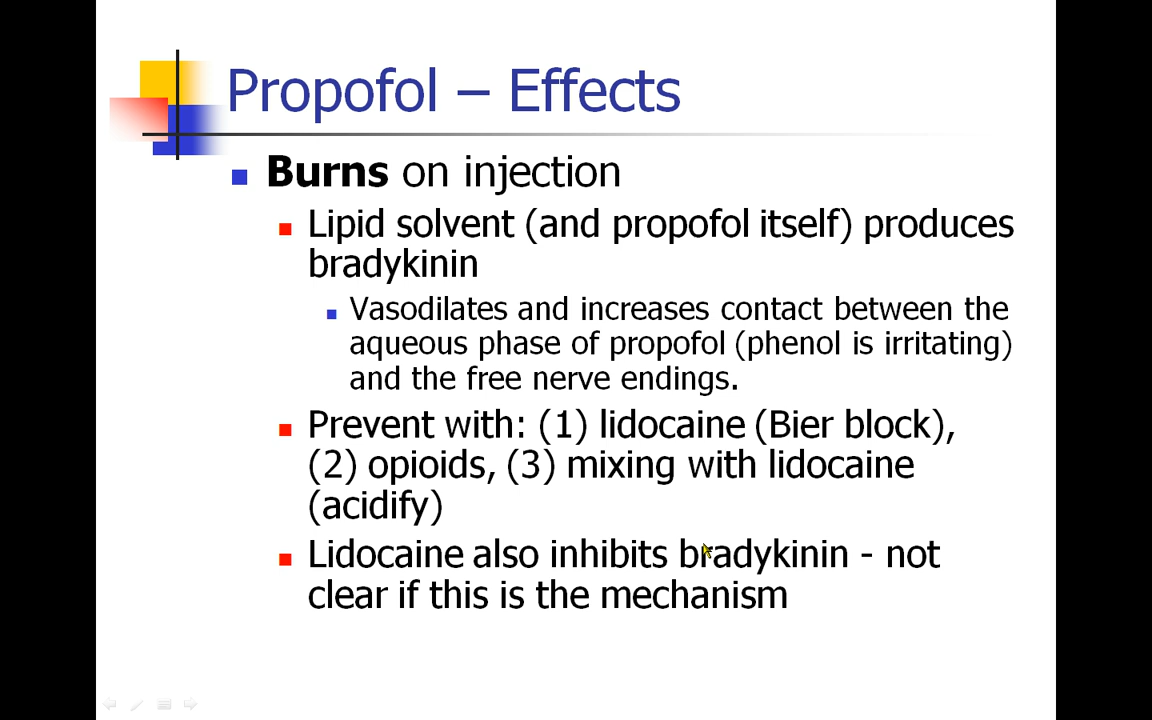 Propofol – Effects
Burns on injection
Lipid solvent (and propofol itself) produces
bradykinin
Vasodilates and increases contact between the
aqueous phase of propofol (phenol is irritating)
and the free nerve endings.
Prevent with: (1) lidocaine (Bier block),
(2) opioids, (3) mixing with lidocaine
(acidify)
Lidocaine also inhibits bradykinin - not
clear if this is the mechanism